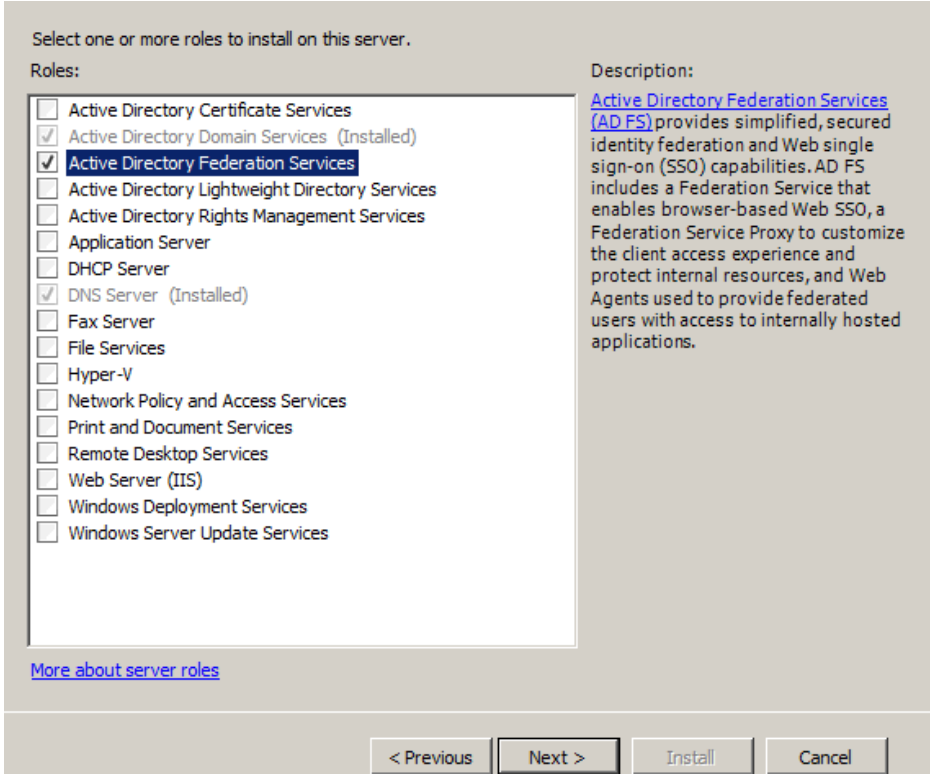 Select one or more roles to install on this server.
Roles:
Active Directory Certificate Services
Active Directory Domain Services (Installed)
Active Directory Federation Services
Active Directory Lightweight Directory Services
Active Directory Rights Management Services
Application Server
DHCP Server
DNS Server (Installed)
Fax Server
File Services
Hyper-V
Network Policy and Access Services
Print and Document Services
Remote Desktop Services
Web Server (IIS)
Windows Deployment Services
Windows Server Update Services
More about server roles
Description:
Active Directory Federation Services
(AD FS) provides simplified, secured
identity federation and Web single
sign-on (SSO) capabilities. AD FS
includes a Federation Service that
enables browser-based Web SSO, a
Federation Service Proxy to customize
the client access experience and
protect internal resources, and Web
Agents used to provide federated
users with access to internally hosted
applications.
< Previous Next > Install Cancel